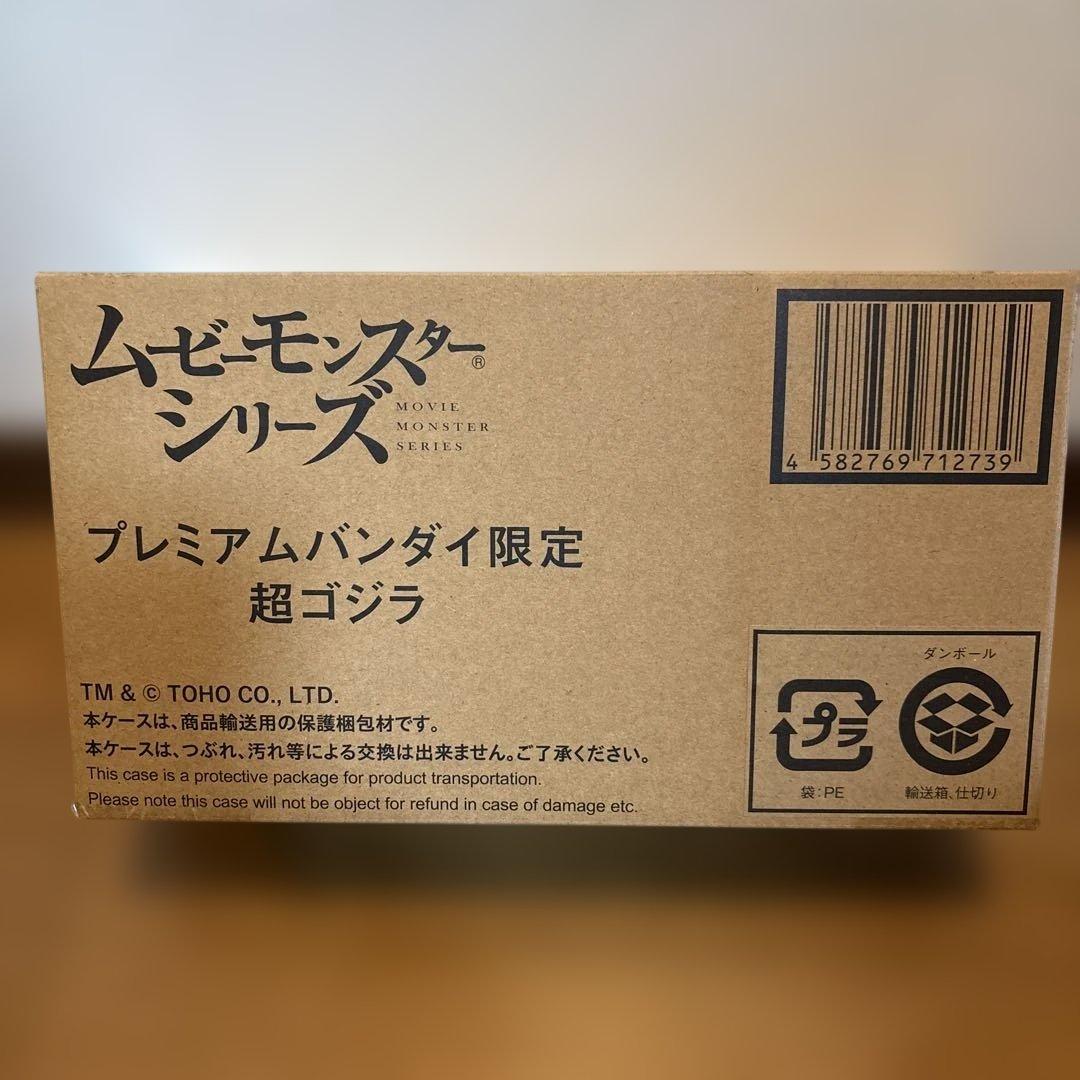 ムービーモンスター®
シリーズ
MOVIE
MONSTER
SERIES
4 582769 712739
プレミアムバンダイ限定
超ゴジラ
TM & © TOHO CO., LTD.
本ケースは、商品輸送用の保護梱包材です。
本ケースは、つぶれ、汚れ等による交換は出来ません。ご了承ください。
This case is a protective package for product transportation.
Please note this case will not be object for refund in case of damage etc.
ダンボール
プラ
袋:PE
輸送箱、仕切り